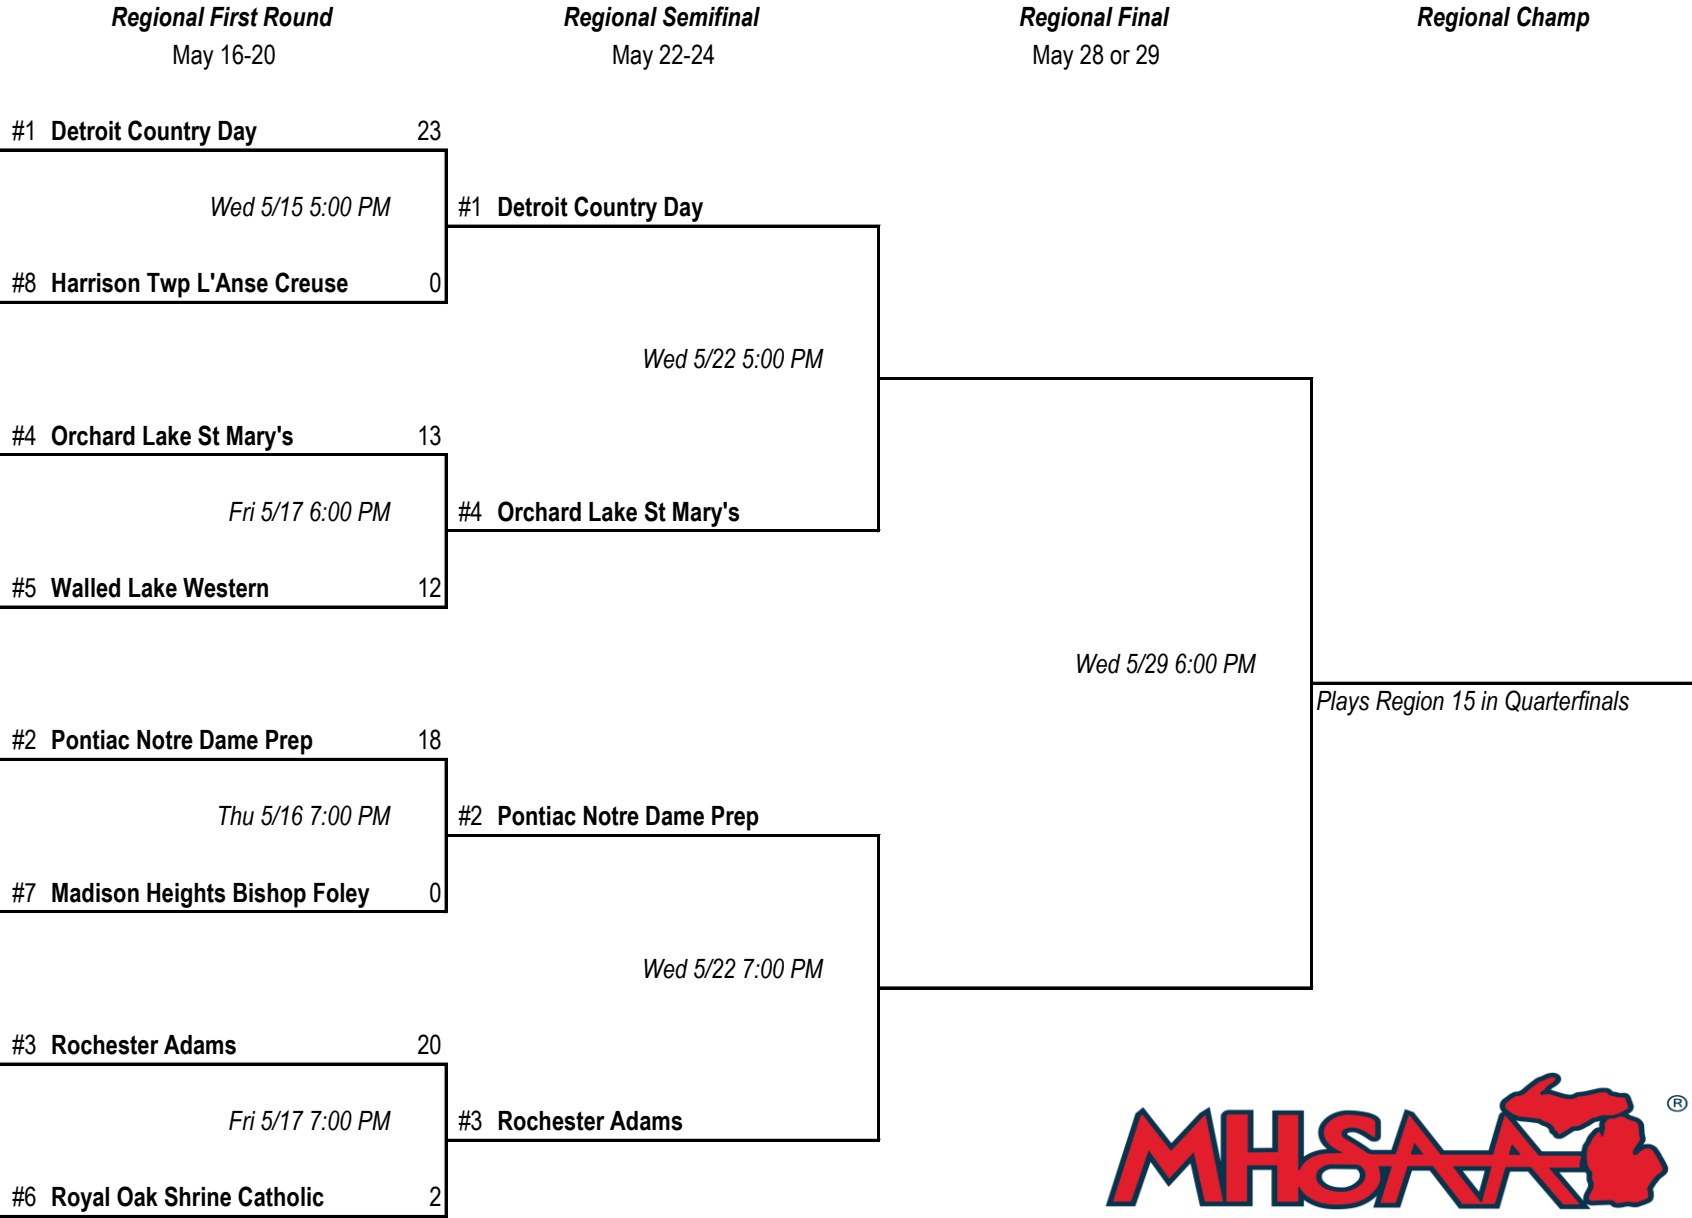 Regional First Round Regional Semifinal Regional Final Regional Champ
May 16-20 May 22-24 May 28 or 29
#1 Detroit Country Day 23
Wed 5/15 5:00 PM #1 Detroit Country Day
#8 Harrison Twp L'Anse Creuse 0
Wed 5/22 5:00 PM
#4 Orchard Lake St Mary's 13
Fri 5/17 6:00 PM #4 Orchard Lake St Mary's
#5 Walled Lake Western 12
Wed 5/29 6:00 PM
Plays Region 15 in Quarterfinals
#2 Pontiac Notre Dame Prep 18
Thu 5/16 7:00 PM #2 Pontiac Notre Dame Prep
#7 Madison Heights Bishop Foley 0
Wed 5/22 7:00 PM
#3 Rochester Adams 20
Fri 5/17 7:00 PM #3 Rochester Adams
MHSAA ®
#6 Royal Oak Shrine Catholic 2